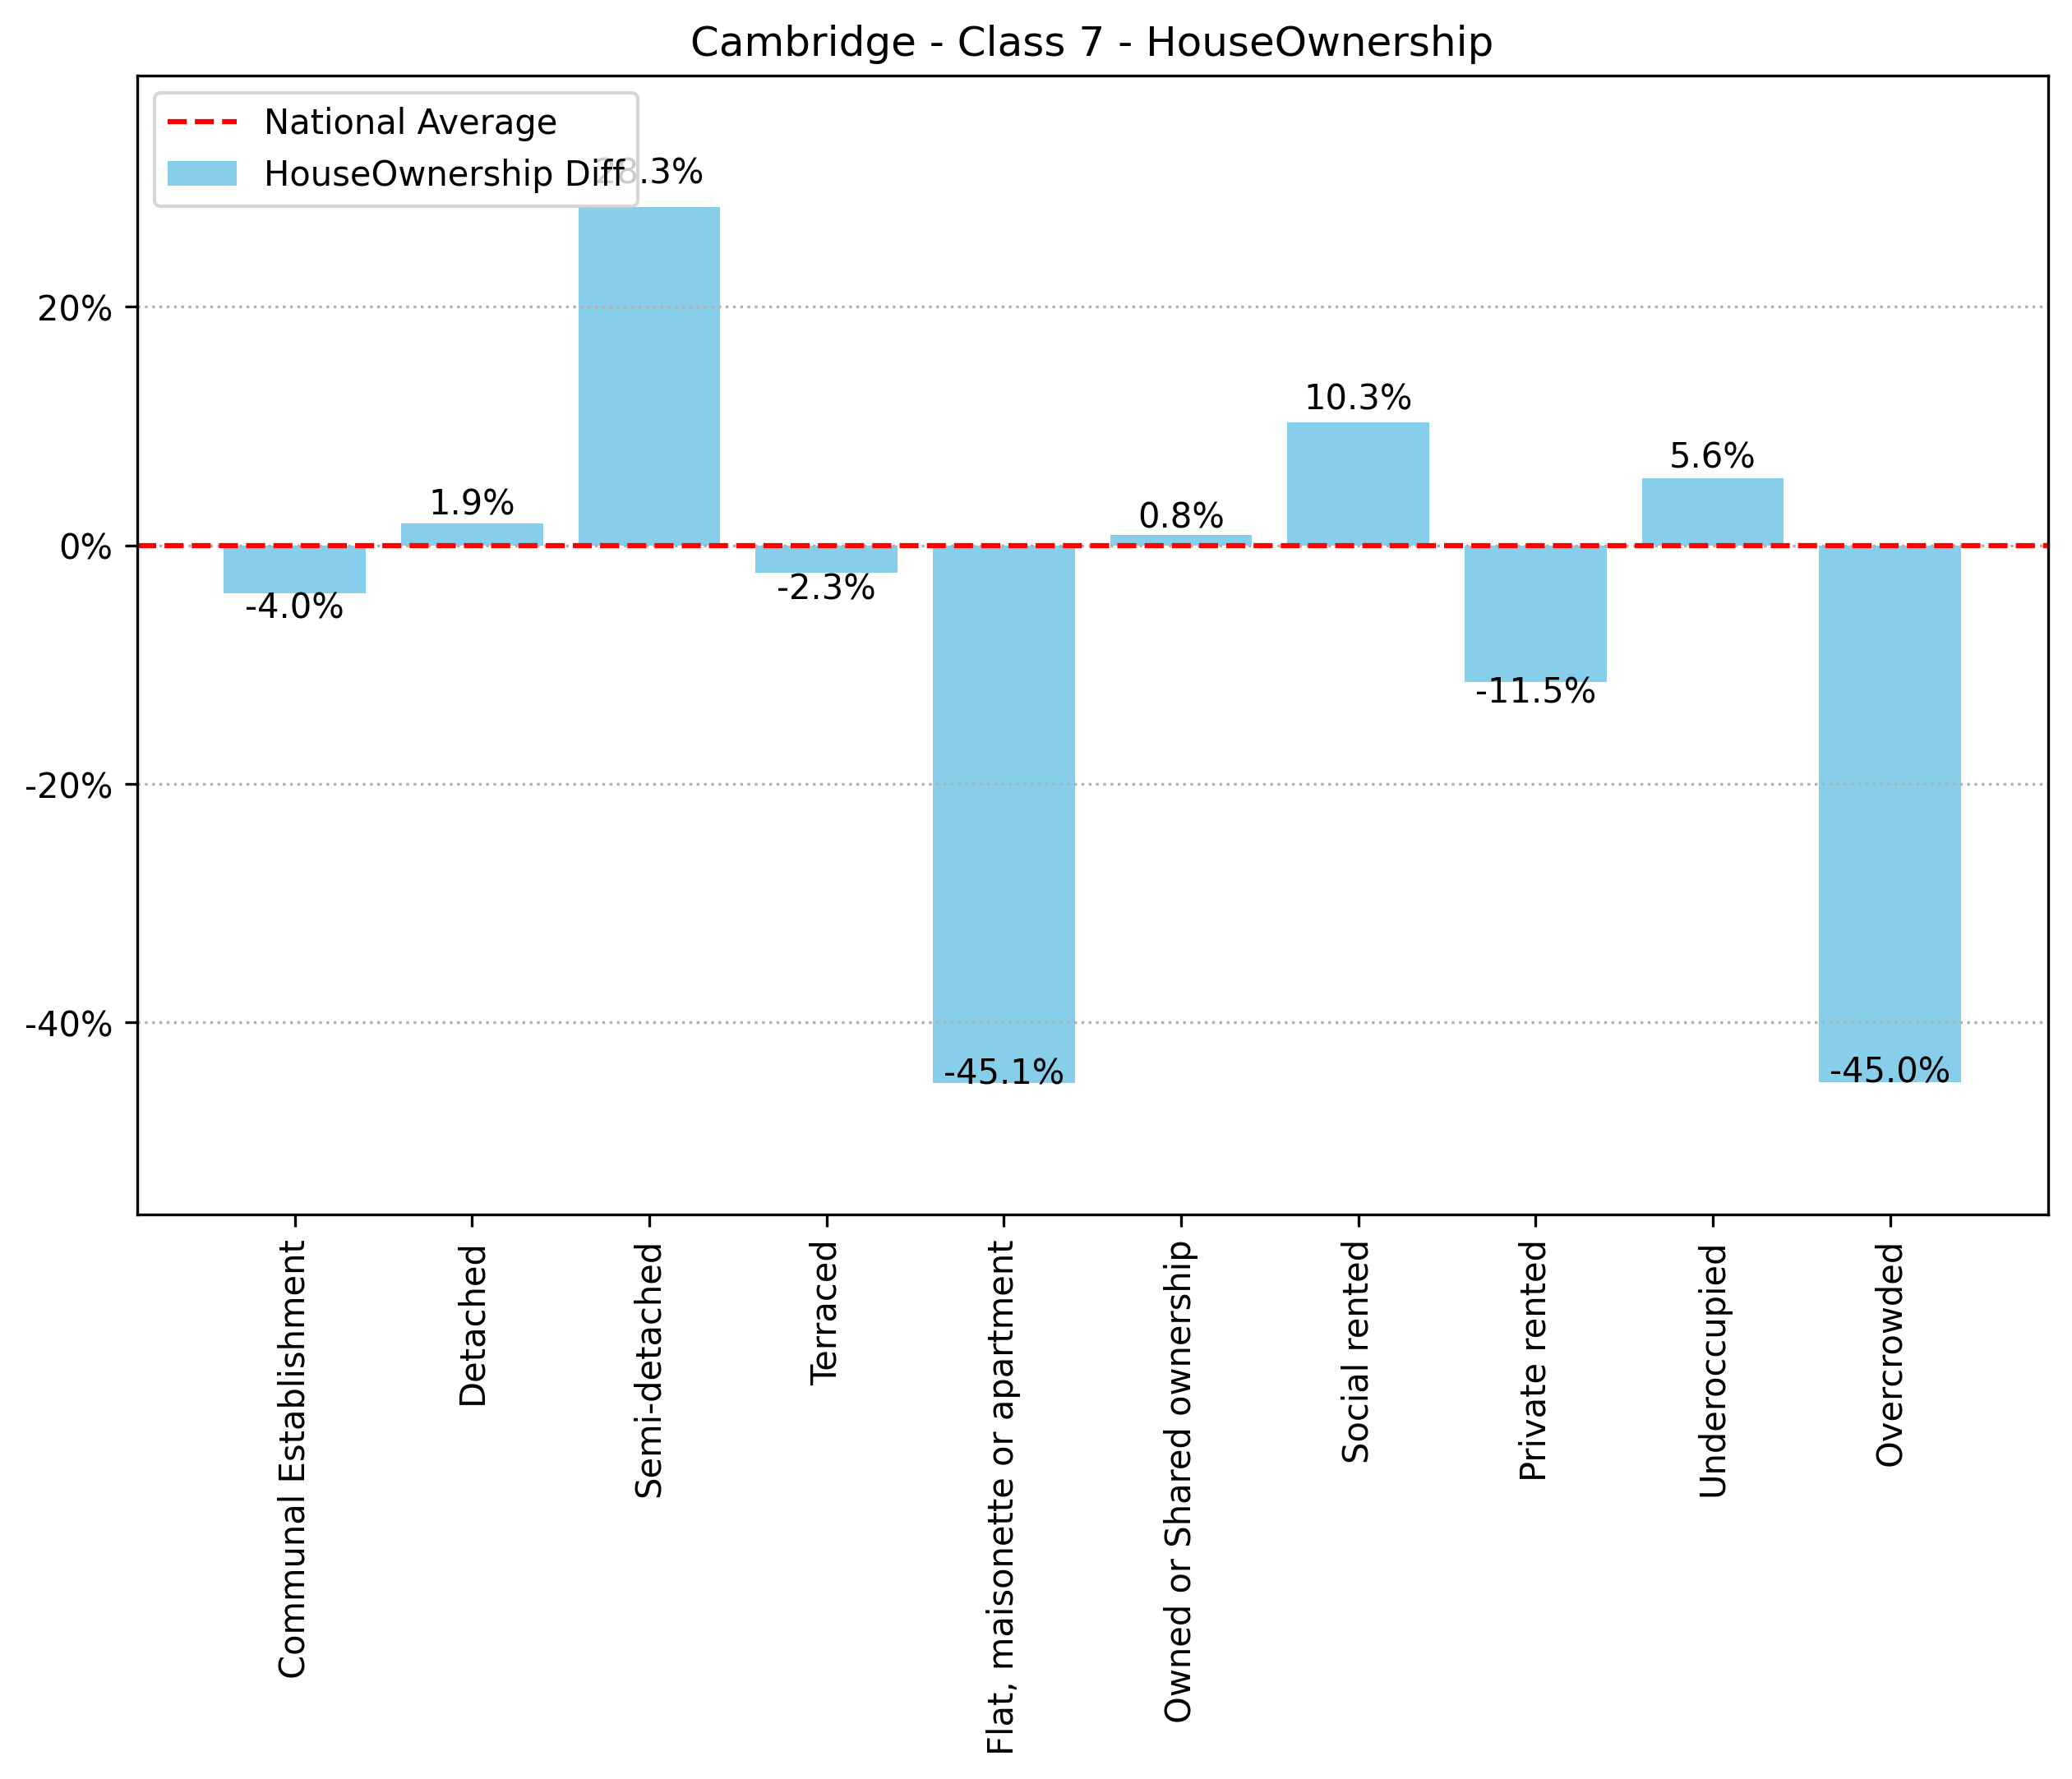 Cambridge - Class 7 - HouseOwnership
National Average
HouseOwnership Diff
28.3%
10.3%
5.6%
1.9%
0.8%
-4.0%
-2.3%
-11.5%
-45.1%
-45.0%
20%
0%
-20%
-40%
Communal Establishment
Detached
Semi-detached
Terraced
Flat, maisonette or apartment
Owned or Shared ownership
Social rented
Private rented
Underoccupied
Overcrowded